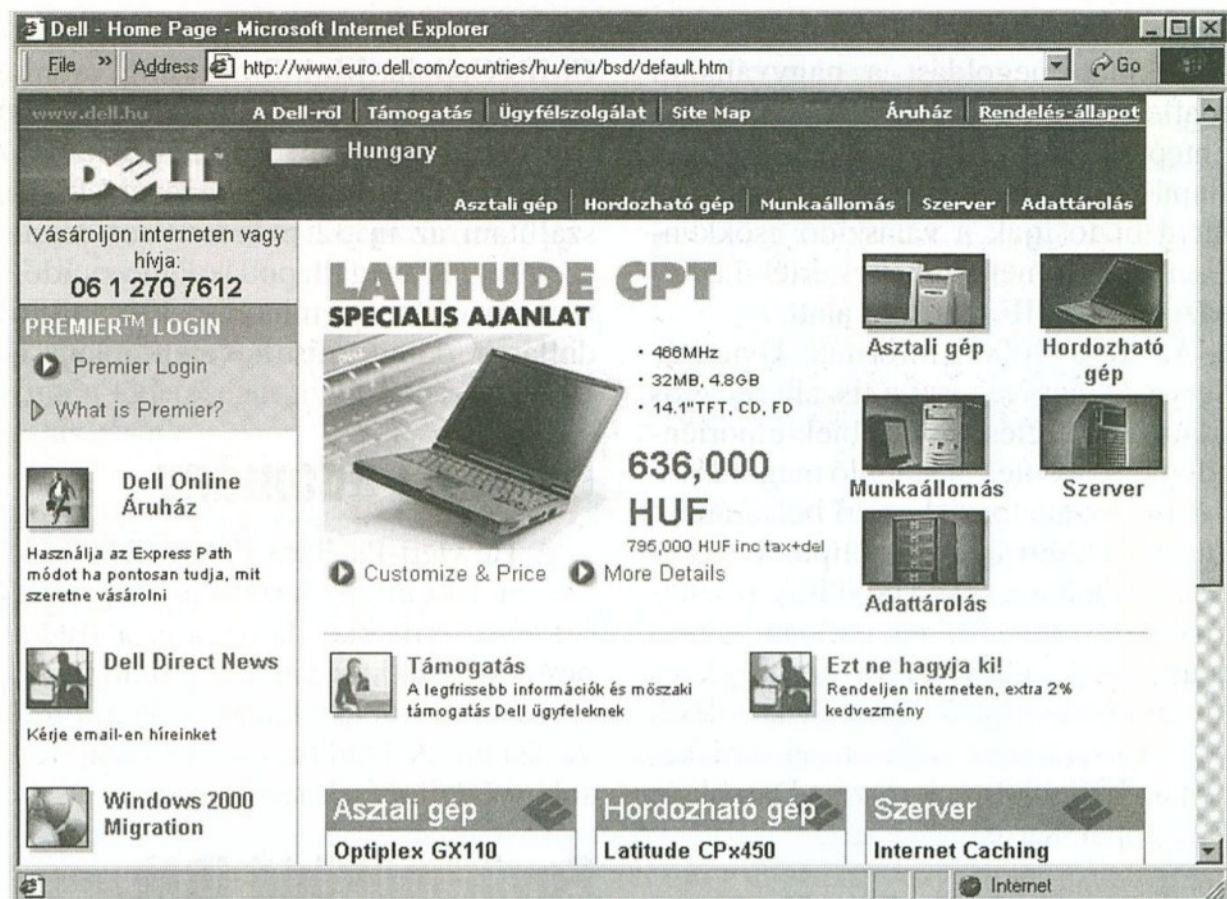 Dell - Home Page - Microsoft Internet Explorer
File » Address http://www.euro.dell.com/countries/hu/enu/bsd/default.htm Go
www.dell.hu A Dell-ről Támogatás Ügyfélszolgálat Site Map Áruház Rendelés-állapot
DELL™ Hungary
Asztali gép Hordozható gép Munkaállomás Szerver Adattárolás
Vásároljon interneten vagy
hívja:
06 1 270 7612
PREMIER™ LOGIN
Premier Login
What is Premier?
Dell Online
Áruház
Használja az Express Path
módot ha pontosan tudja, mit
szeretne vásárolni
Dell Direct News
Kérje email-en híreinket
Windows 2000
Migration
LATITUDE CPT
SPECIALIS AJANLAT
• 466MHz
• 32MB, 4.8GB
• 14.1"TFT, CD, FD
636,000
HUF
795,000 HUF inc tax+del
Customize & Price More Details
Asztali gép
Hordozható
gép
Munkaállomás
Szerver
Adattárolás
Támogatás
A legfrissebb információk és mőszaki
támogatás Dell ügyfeleknek
Ezt ne hagyja ki!
Rendeljen interneten, extra 2%
kedvezmény
Asztali gép
Optiplex GX110
Hordozható gép
Latitude CPx450
Szerver
Internet Caching
Internet